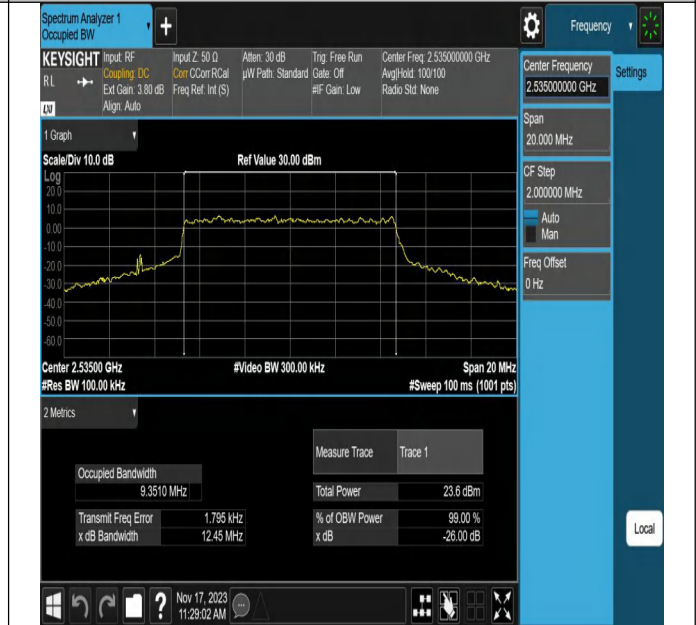 Spectrum Analyzer 1
Occupied BW
+
Frequency
KEYSIGHT
RL
LXI
Input: RF
Coupling: DC
Ext Gain: 3.80 dB
Align: Auto
Input Z: 50 Ω
Corr CCorr RCal
Freq Ref: Int (S)
Atten: 30 dB
µW Path: Standard
Trig: Free Run
Gate: Off
#IF Gain: Low
Center Freq: 2.535000000 GHz
Avg|Hold: 100/100
Radio Std: None
Center Frequency
2.535000000 GHz
Settings
Span
20.000 MHz
CF Step
2.000000 MHz
Auto
Man
Freq Offset
0 Hz
1 Graph
Scale/Div 10.0 dB
Ref Value 30.00 dBm
Log
20.0
10.0
0.00
-10.0
-20.0
-30.0
-40.0
-50.0
-60.0
Center 2.53500 GHz
#Video BW 300.00 kHz
Span 20 MHz
#Res BW 100.00 kHz
#Sweep 100 ms (1001 pts)
2 Metrics
Measure Trace Trace 1
Occupied Bandwidth
9.3510 MHz
Total Power 23.6 dBm
Transmit Freq Error 1.795 kHz
% of OBW Power 99.00 %
x dB Bandwidth 12.45 MHz
x dB -26.00 dB
Local
?
Nov 17, 2023
11:29:02 AM